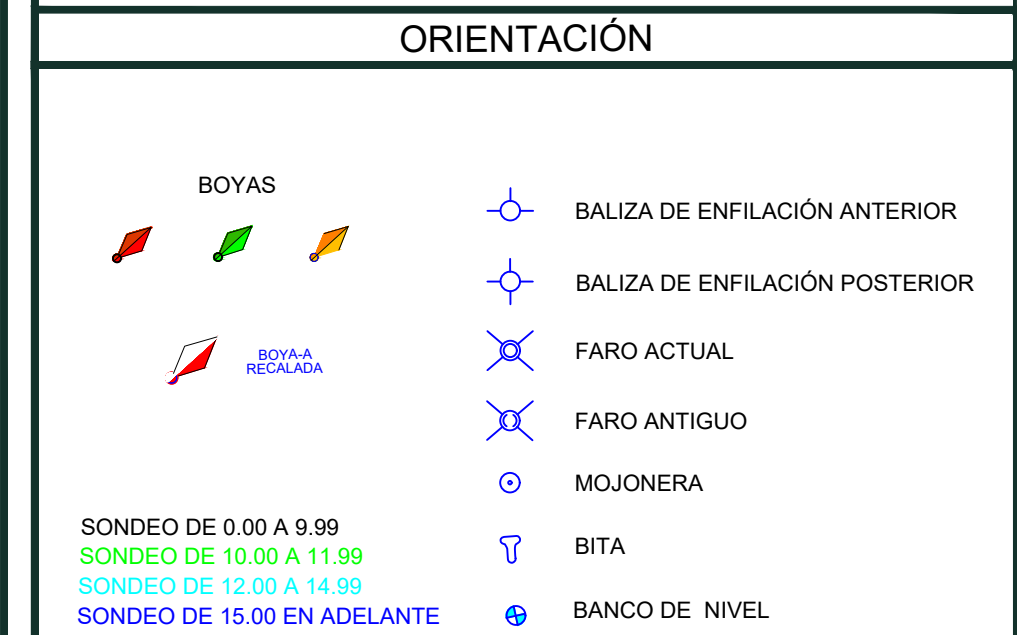 ORIENTACIÓN
BOYAS
BOYA-A
RECALADA
SONDEO DE 0.00 A 9.99
SONDEO DE 10.00 A 11.99
SONDEO DE 12.00 A 14.99
SONDEO DE 15.00 EN ADELANTE
BALIZA DE ENFILACIÓN ANTERIOR
BALIZA DE ENFILACIÓN POSTERIOR
FARO ACTUAL
FARO ANTIGUO
MOJONERA
BITA
BANCO DE NIVEL